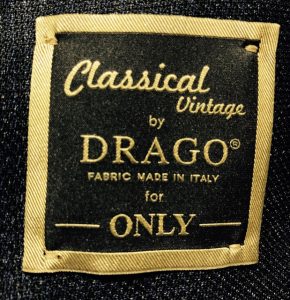 Classical
Vintage
by
DRAGO®
FABRIC MADE IN ITALY
for
ONLY